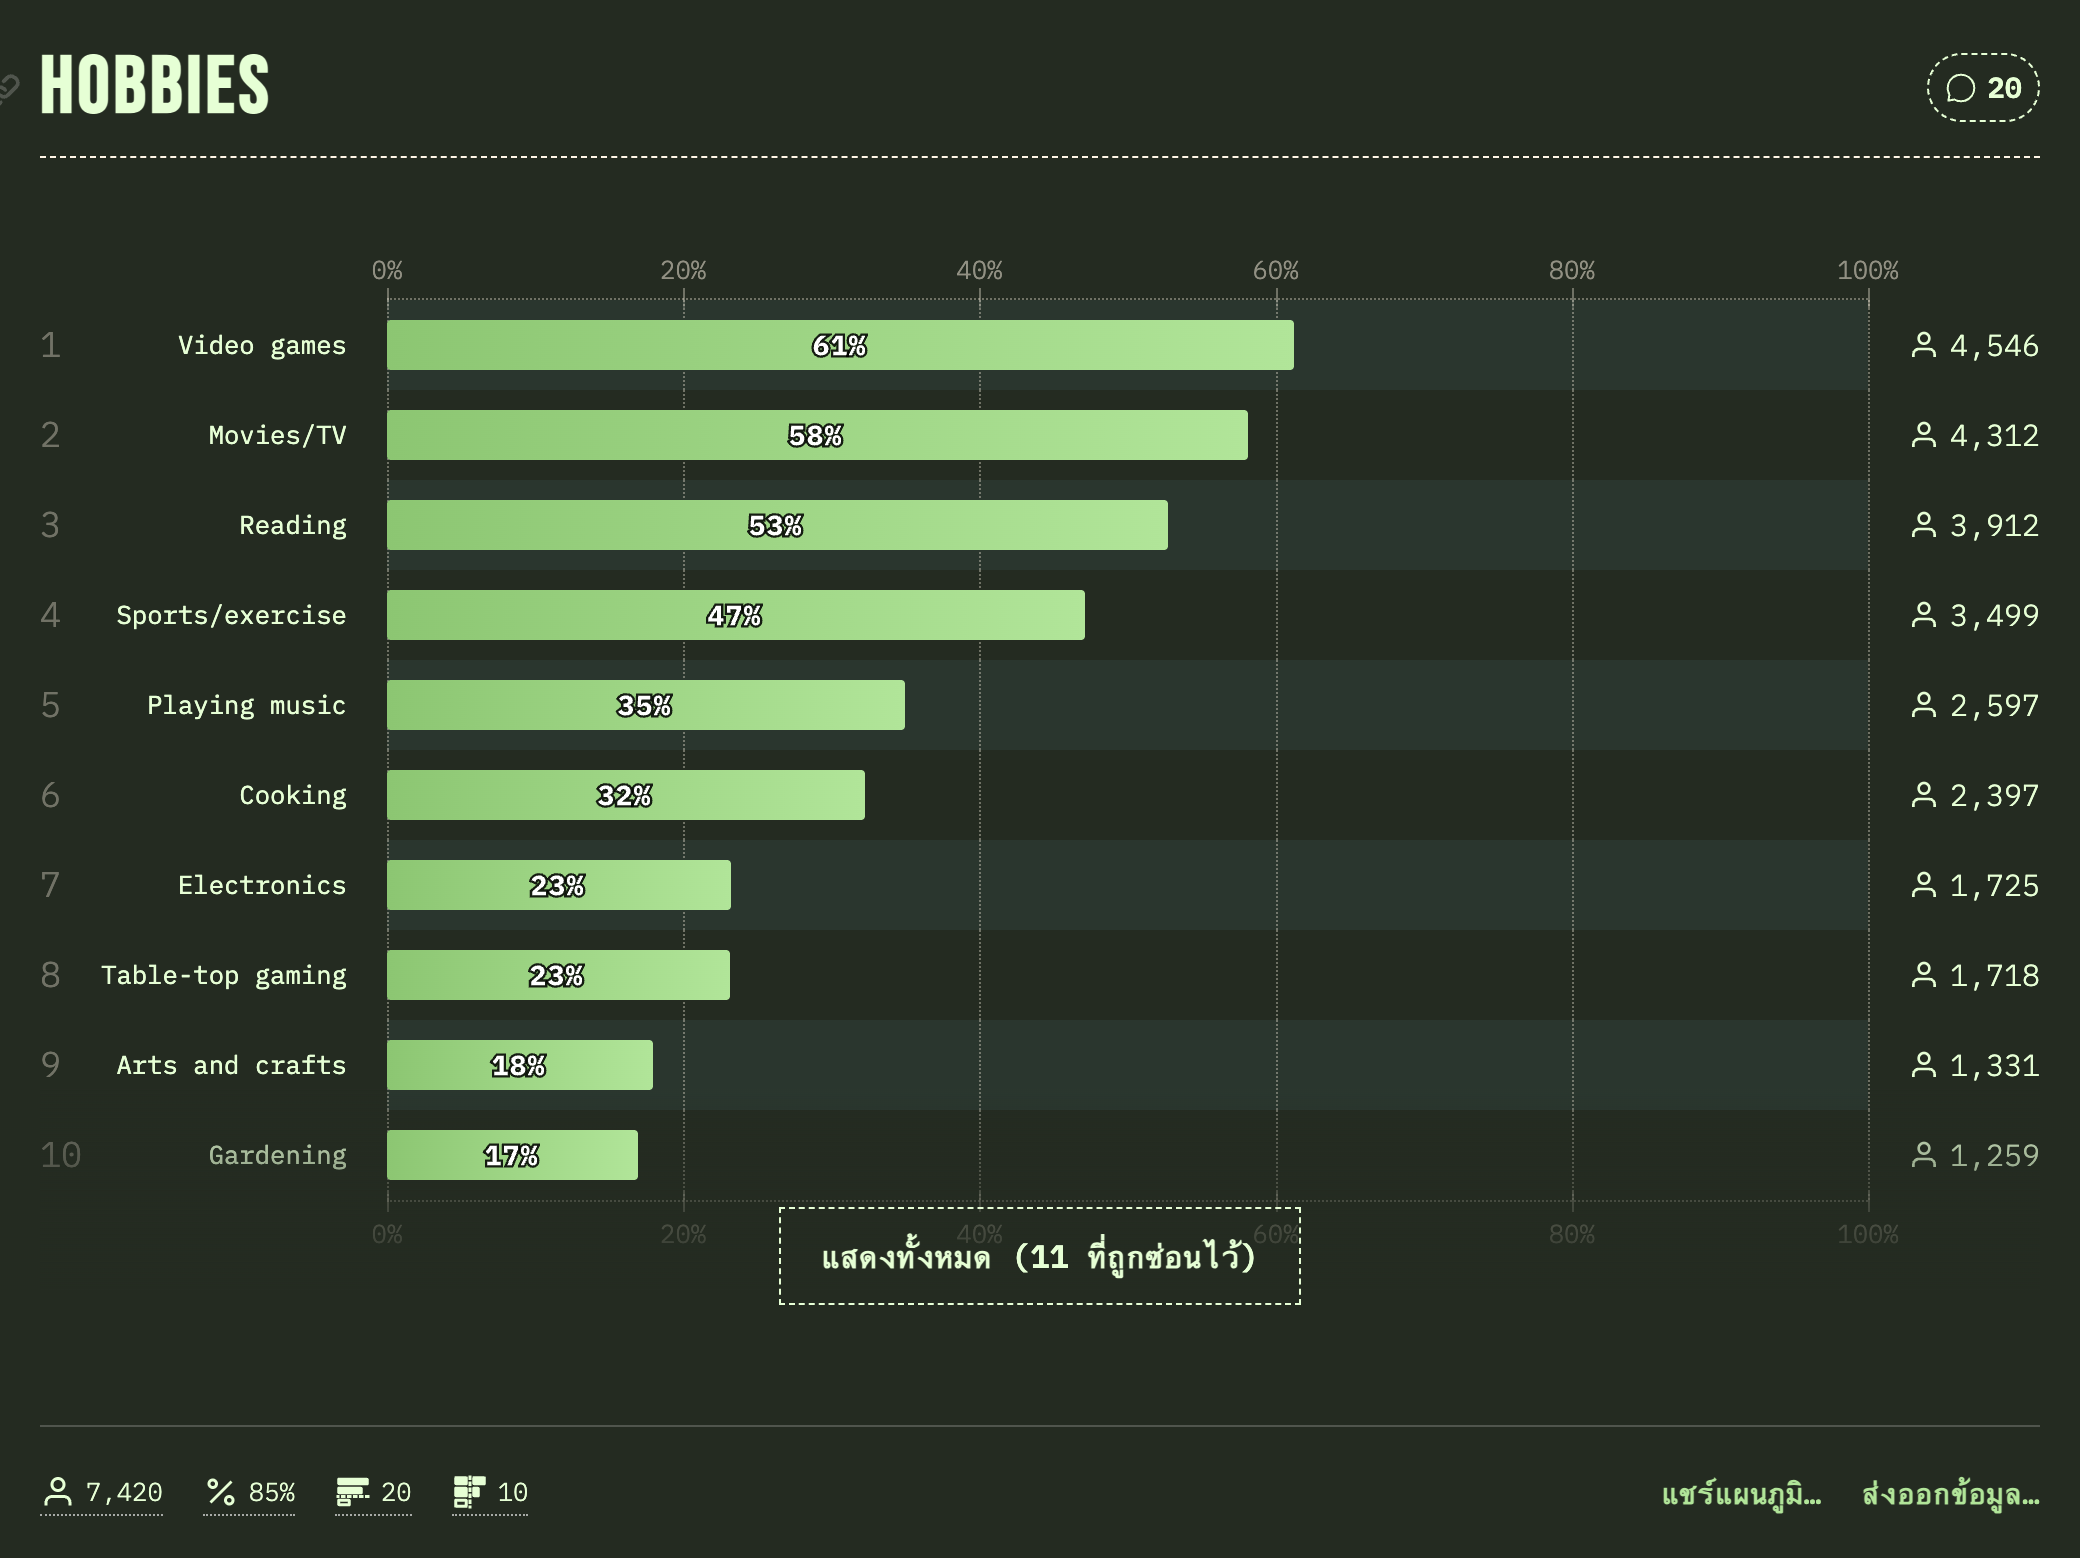 HOBBIES
20
0% 20% 40% 60% 80% 100%
1 Video games 61% 4,546
2 Movies/TV 58% 4,312
3 Reading 53% 3,912
4 Sports/exercise 47% 3,499
5 Playing music 35% 2,597
6 Cooking 32% 2,397
7 Electronics 23% 1,725
8 Table-top gaming 23% 1,718
9 Arts and crafts 18% 1,331
10 Gardening 17% 1,259
0% 20% 40% 60% 80% 100%
แสดงทั้งหมด (11 ที่ถูกซ่อนไว้)
7,420 85% 20 10 แชร์แผนภูมิ… ส่งออกข้อมูล…